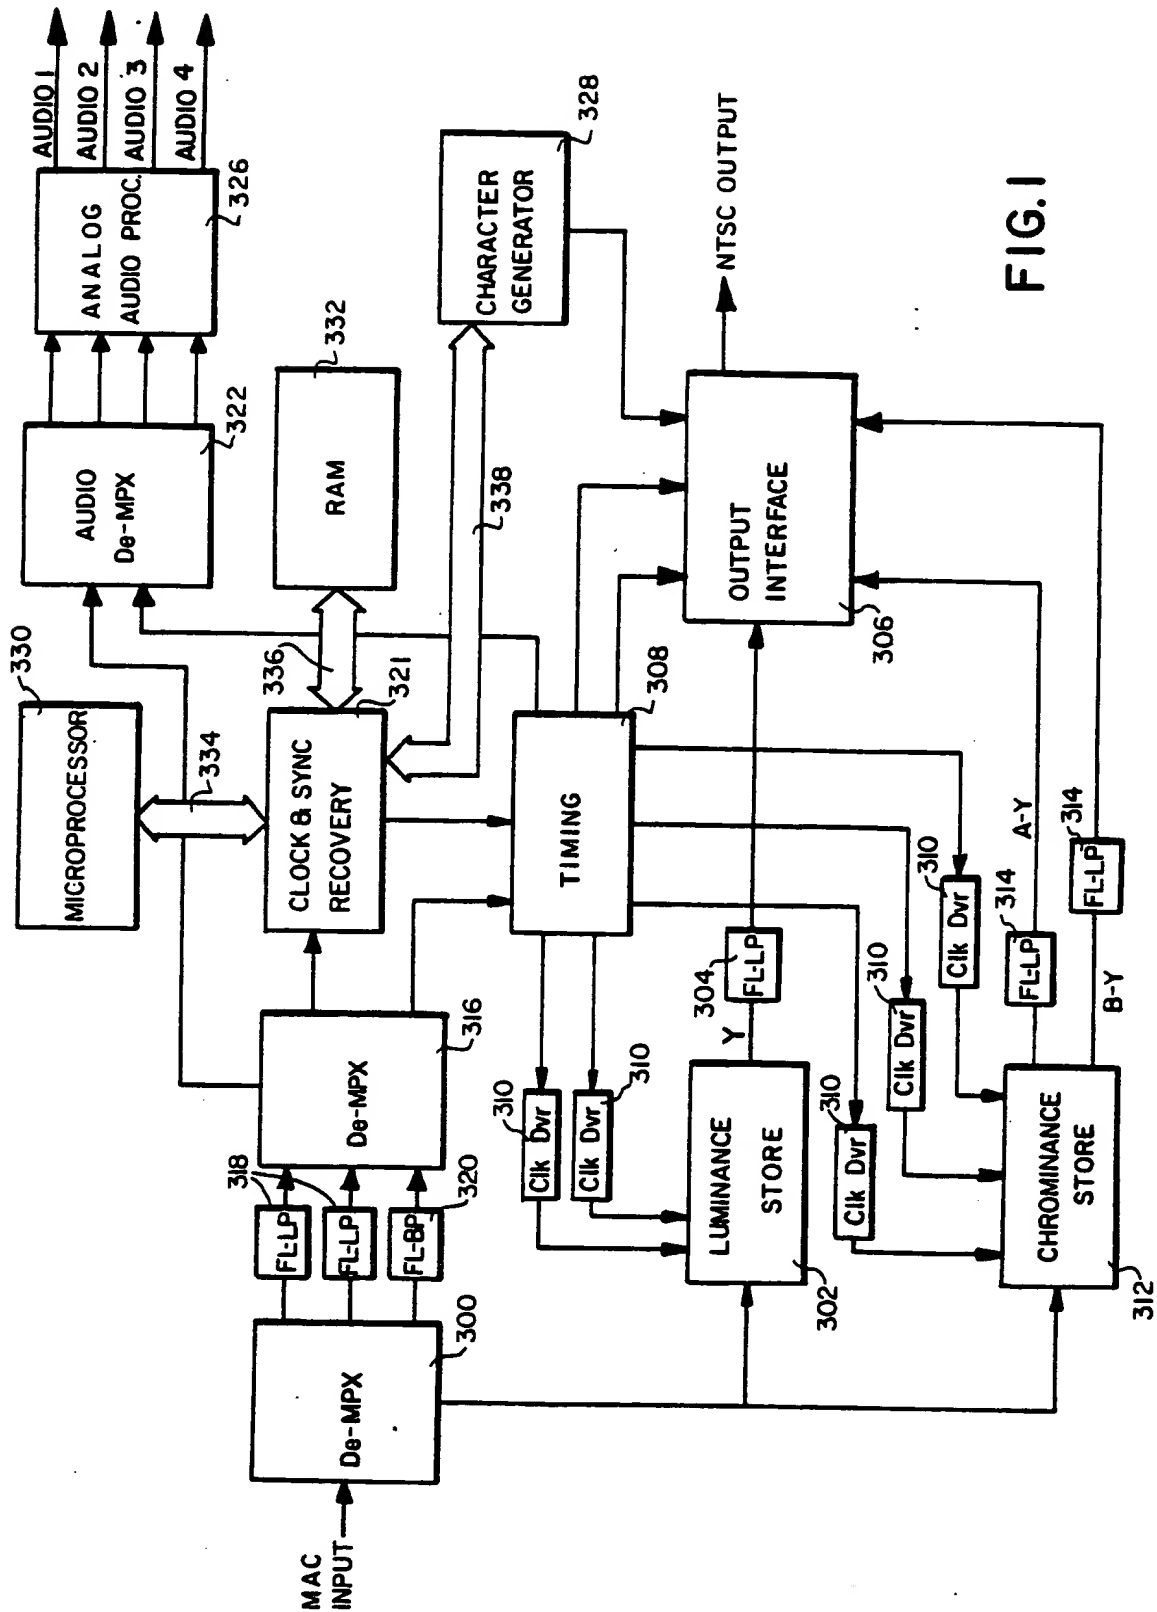 MAC
INPUT
De-MPX
300
FL-LP
FL-LP
318
FL-BP
320
De-MPX
316
MICROPROCESSOR
330
334
CLOCK & SYNC
RECOVERY
321
336
RAM
332
338
AUDIO
De-MPX
322
ANALOG
AUDIO PROC.
326
AUDIO 1
AUDIO 2
AUDIO 3
AUDIO 4
CHARACTER
GENERATOR
328
TIMING
308
Clk Dvr
310
Clk Dvr
310
LUMINANCE
STORE
302
Y
304
FL-LP
OUTPUT
INTERFACE
306
NTSC OUTPUT
Clk Dvr
310
Clk Dvr
310
Clk Dvr
310
CHROMINANCE
STORE
312
FL-LP
314
A-Y
B-Y
FL-LP
314
FIG. 1